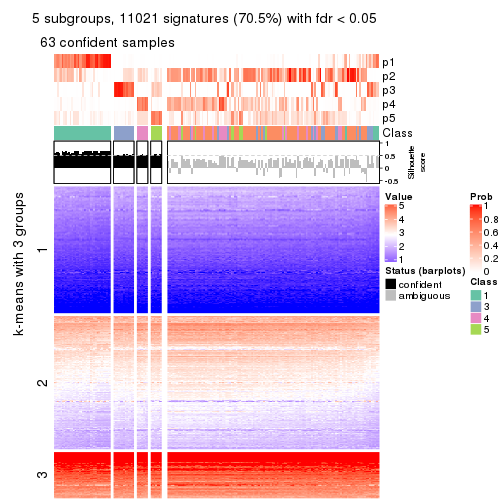 5 subgroups, 11021 signatures (70.5%) with fdr < 0.05
63 confident samples
p1
p2
p3
p4
p5
Class
1
0.5
0
-0.5
Silhouette
score
k-means with 3 groups
1
2
3
Value
5
4
3
2
1
Status (barplots)
confident
ambiguous
Prob
1
0.8
0.6
0.4
0.2
0
Class
1
3
4
5